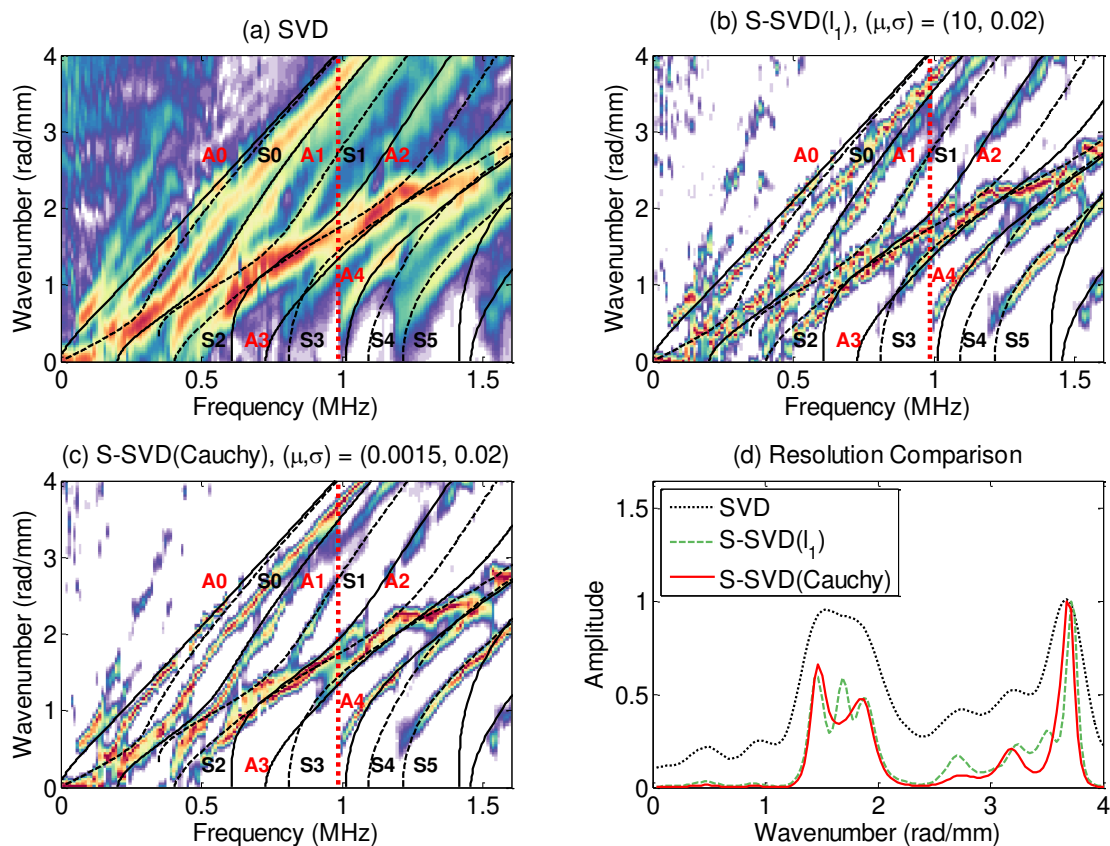 (a) SVD
Wavenumber (rad/mm)
4
3
2
1
0
A0
S0
A1
S1
A2
A4
S2
A3
S3
S4
S5
0
0.5
1
1.5
Frequency (MHz)
(b) S-SVD(l₁), (μ,σ) = (10, 0.02)
Wavenumber (rad/mm)
4
3
2
1
0
A0
S0
A1
S1
A2
A4
S2
A3
S3
S4
S5
0
0.5
1
1.5
Frequency (MHz)
(c) S-SVD(Cauchy), (μ,σ) = (0.0015, 0.02)
Wavenumber (rad/mm)
4
3
2
1
0
A0
S0
A1
S1
A2
A4
S2
A3
S3
S4
S5
0
0.5
1
1.5
Frequency (MHz)
(d) Resolution Comparison
Amplitude
1.5
1
0.5
0
SVD
S-SVD(l₁)
S-SVD(Cauchy)
0
1
2
3
4
Wavenumber (rad/mm)